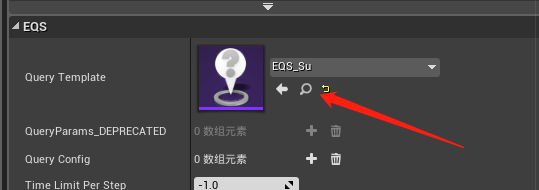 EQS
Query Template
EQS_Su
QueryParams_DEPRECATED
0 数组元素
Query Config
0 数组元素
Time Limit Per Step
-1.0